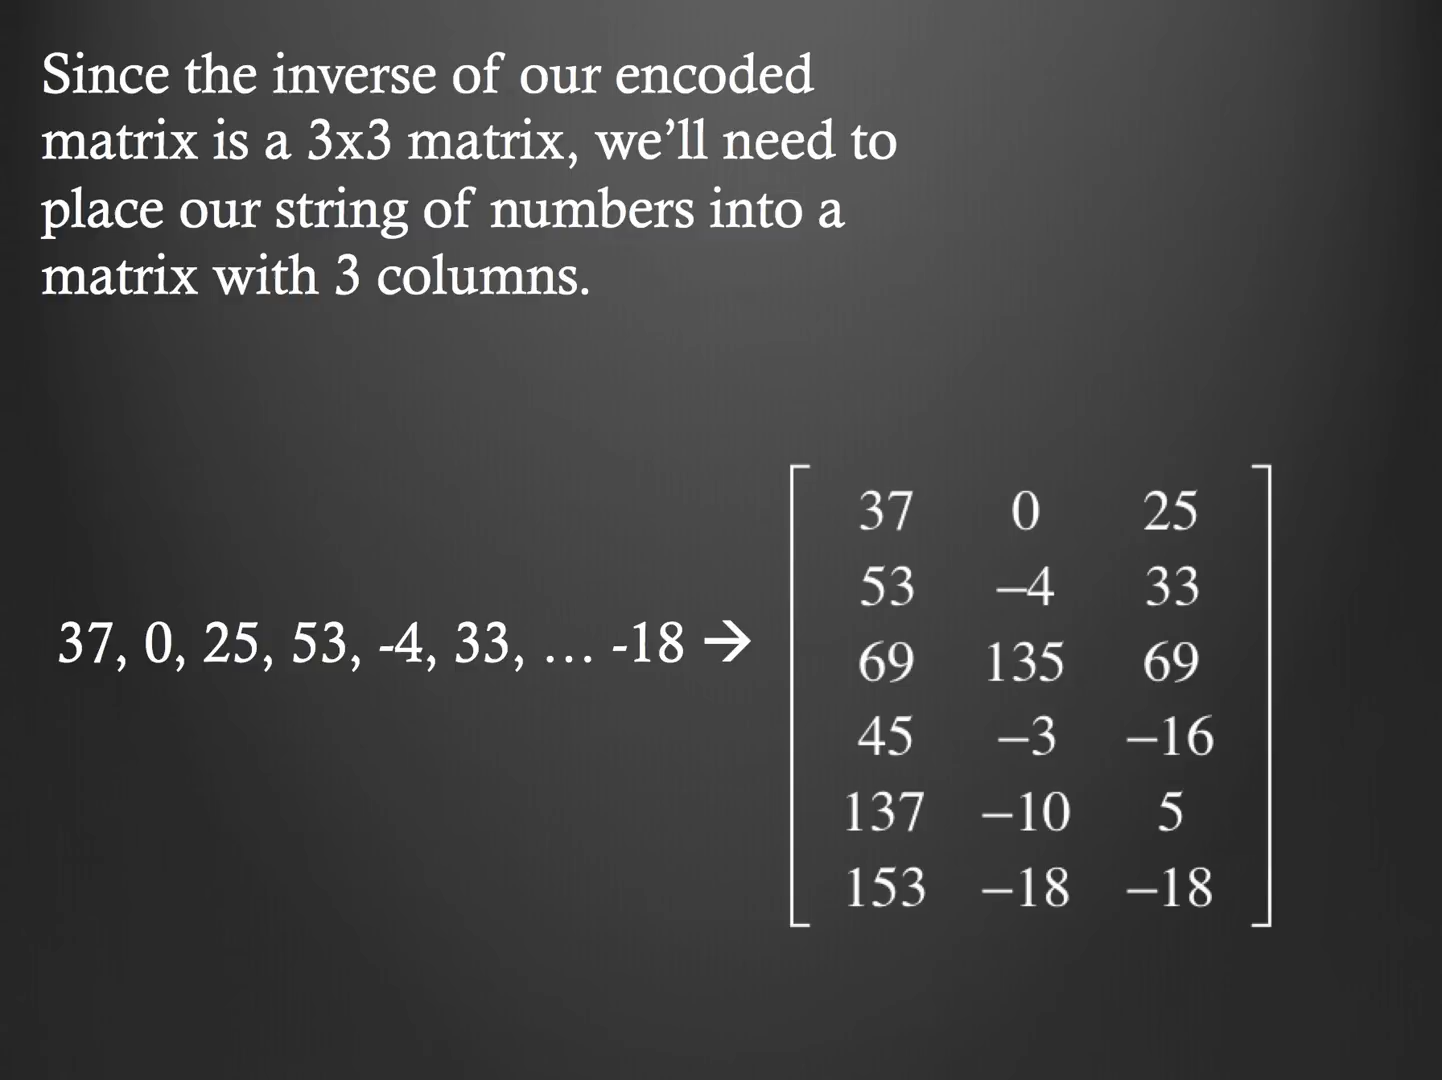 Since the inverse of our encoded
matrix is a 3x3 matrix, we’ll need to
place our string of numbers into a
matrix with 3 columns.
37, 0, 25, 53, -4, 33, … -18 →
37 0 25
53 –4 33
69 135 69
45 –3 –16
137 –10 5
153 –18 –18